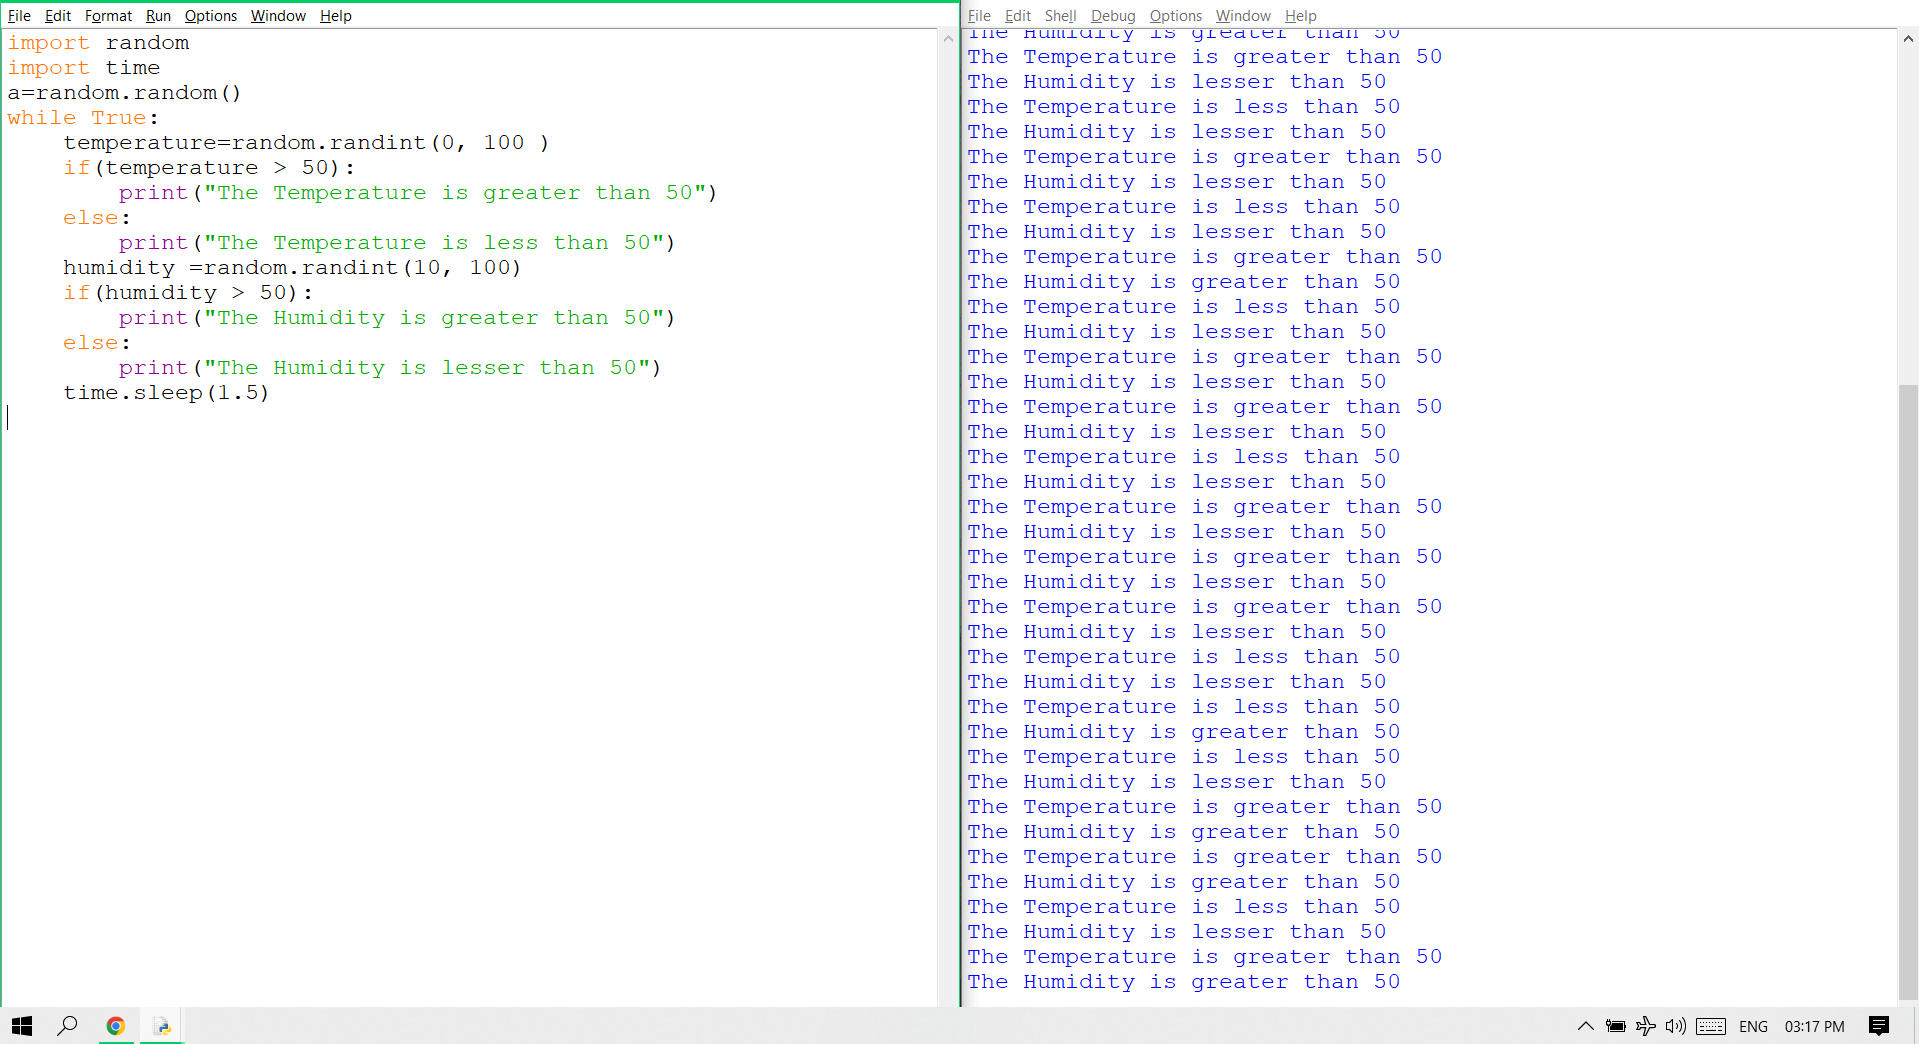 File Edit Format Run Options Window Help
import random
import time
a=random.random()
while True:
    temperature=random.randint(0, 100 )
    if(temperature > 50):
        print("The Temperature is greater than 50")
    else:
        print("The Temperature is less than 50")
    humidity =random.randint(10, 100)
    if(humidity > 50):
        print("The Humidity is greater than 50")
    else:
        print("The Humidity is lesser than 50")
    time.sleep(1.5)
File Edit Shell Debug Options Window Help
The Humidity is greater than 50
The Temperature is greater than 50
The Humidity is lesser than 50
The Temperature is less than 50
The Humidity is lesser than 50
The Temperature is greater than 50
The Humidity is lesser than 50
The Temperature is less than 50
The Humidity is lesser than 50
The Temperature is greater than 50
The Humidity is greater than 50
The Temperature is less than 50
The Humidity is lesser than 50
The Temperature is greater than 50
The Humidity is lesser than 50
The Temperature is greater than 50
The Humidity is lesser than 50
The Temperature is less than 50
The Humidity is lesser than 50
The Temperature is greater than 50
The Humidity is lesser than 50
The Temperature is greater than 50
The Humidity is lesser than 50
The Temperature is greater than 50
The Humidity is lesser than 50
The Temperature is less than 50
The Humidity is lesser than 50
The Temperature is less than 50
The Humidity is greater than 50
The Temperature is less than 50
The Humidity is lesser than 50
The Temperature is greater than 50
The Humidity is greater than 50
The Temperature is greater than 50
The Humidity is greater than 50
The Temperature is less than 50
The Humidity is lesser than 50
The Temperature is greater than 50
The Humidity is greater than 50
ENG 03:17 PM